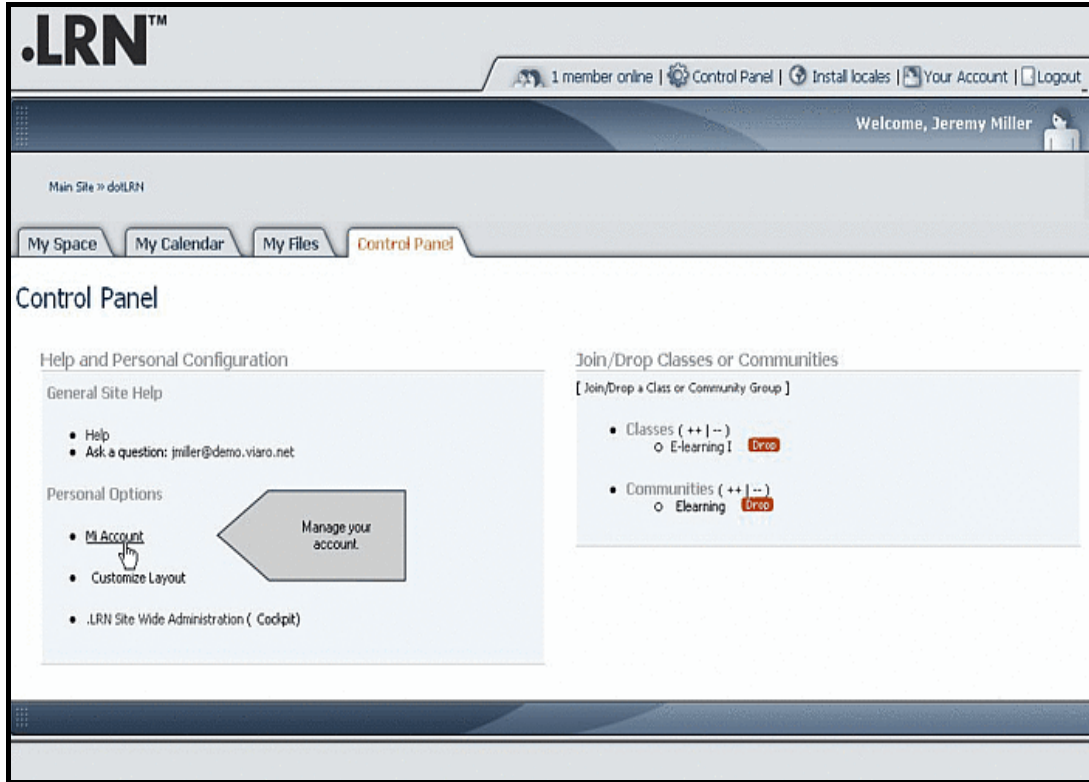 .LRN™
1 member online | Control Panel | Install locales | Your Account | Logout
Welcome, Jeremy Miller
Main Site » dotLRN
My Space My Calendar My Files Control Panel
Control Panel
Help and Personal Configuration
General Site Help
• Help
• Ask a question: jmiller@demo.viaro.net
Personal Options
• Mi Account
Manage your
account.
• Customize Layout
• .LRN Site Wide Administration ( Cockpit)
Join/Drop Classes or Communities
[ Join/Drop a Class or Community Group ]
• Classes ( ++ | -- )
o E-learning I Drop
• Communities ( ++ | -- )
o Elearning Drop